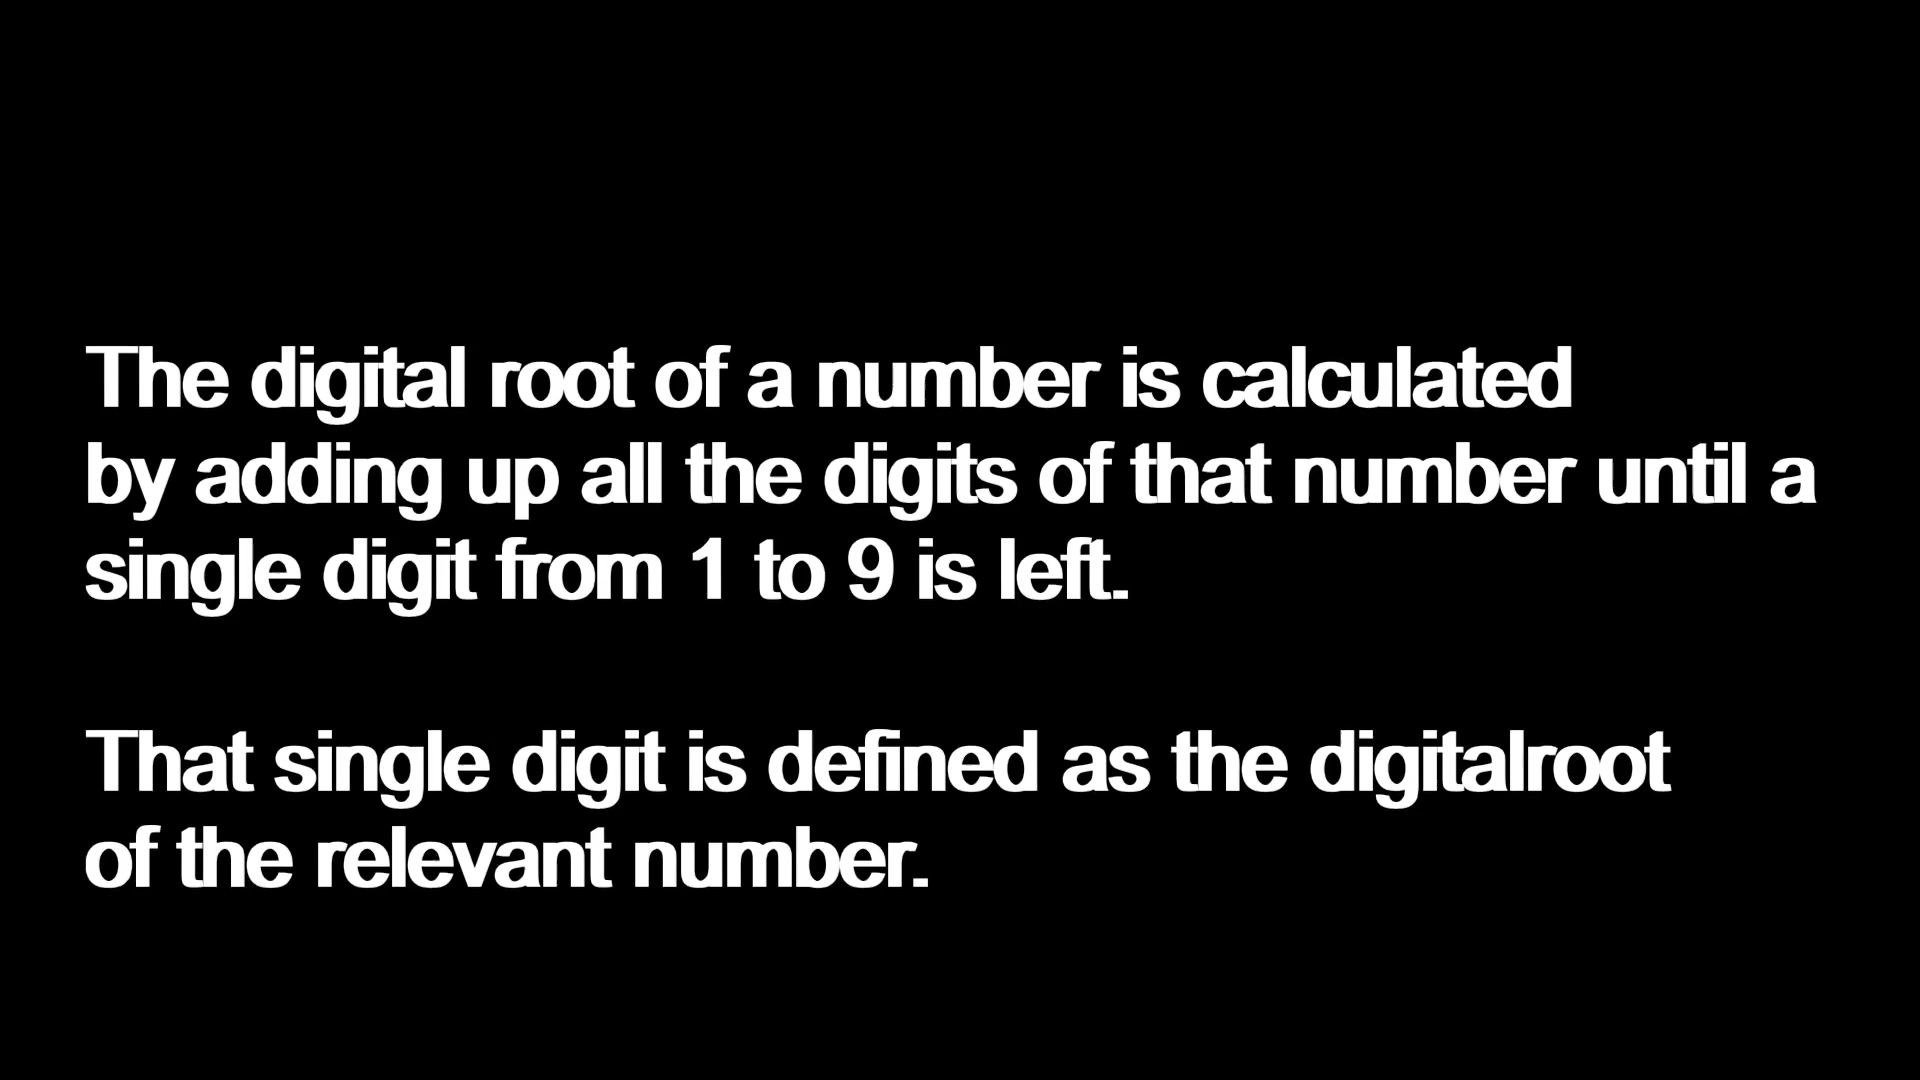 The digital root of a number is calculated
by adding up all the digits of that number until a
single digit from 1 to 9 is left.
That single digit is defined as the digitalroot
of the relevant number.